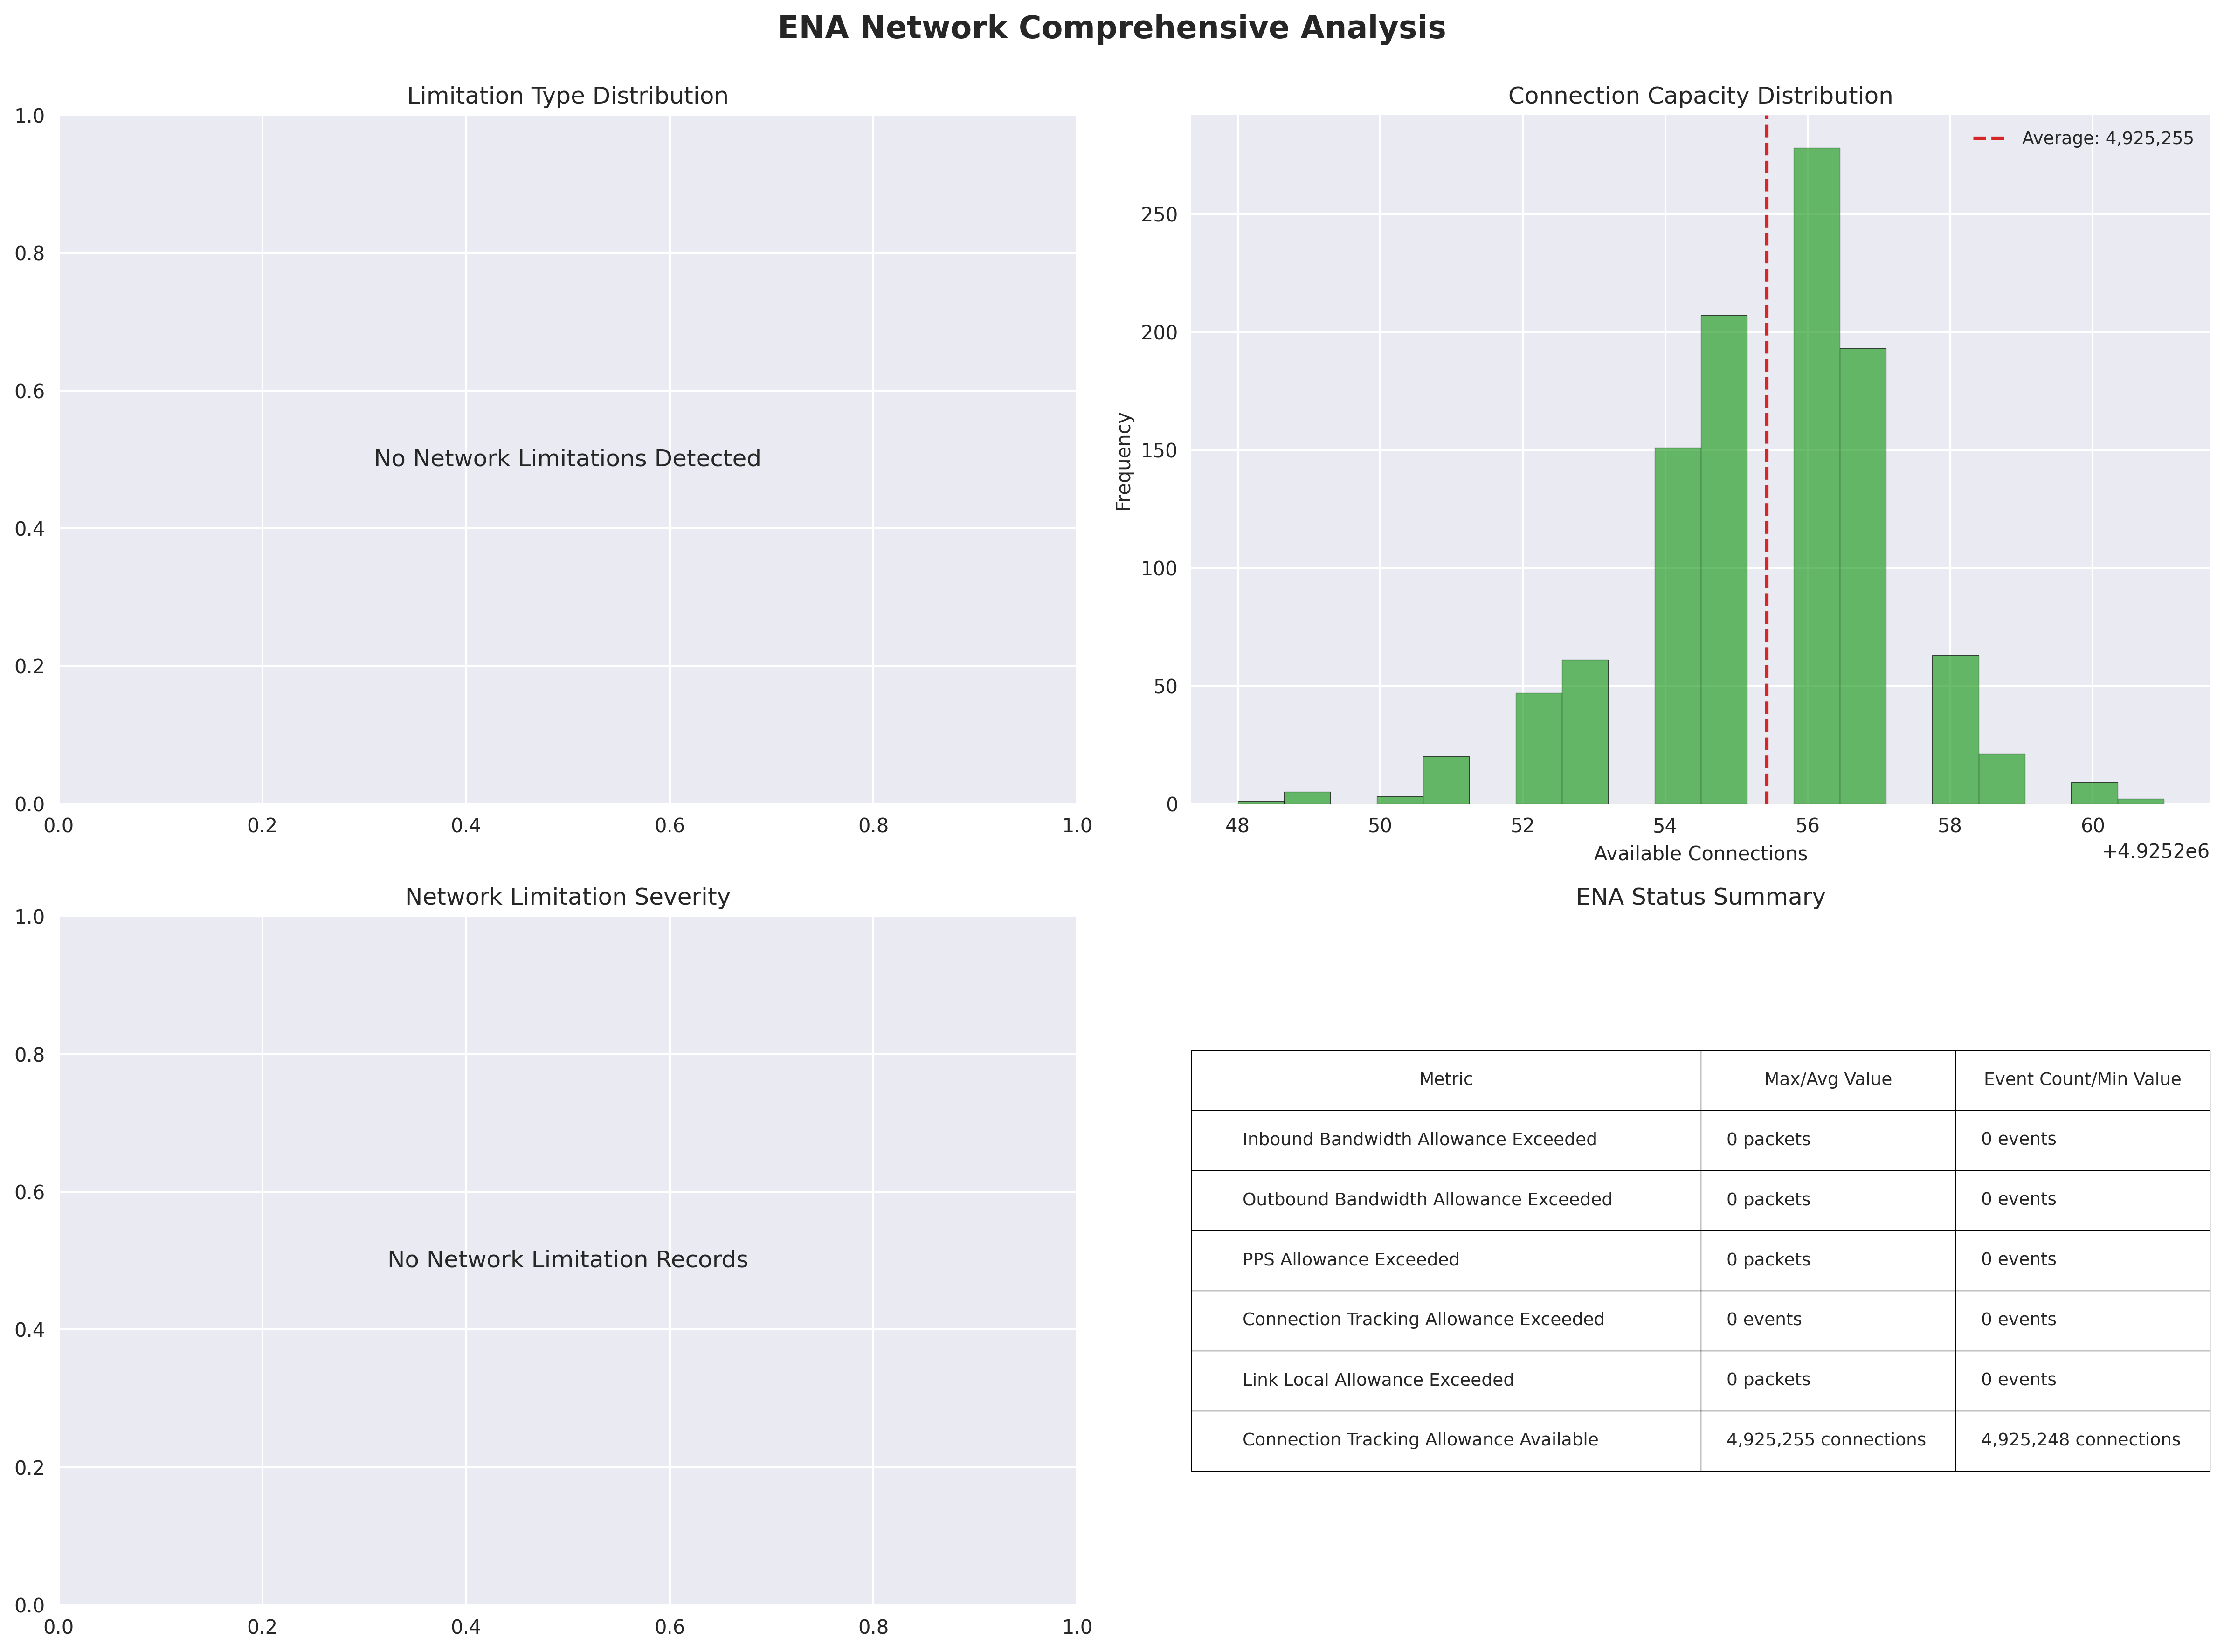 ENA Network Comprehensive Analysis
Limitation Type Distribution
1.0
0.8
0.6
0.4
0.2
0.0
No Network Limitations Detected
0.0 0.2 0.4 0.6 0.8 1.0
Connection Capacity Distribution
Average: 4,925,255
Frequency
250
200
150
100
50
0
48 50 52 54 56 58 60
Available Connections
+4.9252e6
Network Limitation Severity
1.0
0.8
0.6
0.4
0.2
0.0
No Network Limitation Records
0.0 0.2 0.4 0.6 0.8 1.0
ENA Status Summary
Metric Max/Avg Value Event Count/Min Value
Inbound Bandwidth Allowance Exceeded 0 packets 0 events
Outbound Bandwidth Allowance Exceeded 0 packets 0 events
PPS Allowance Exceeded 0 packets 0 events
Connection Tracking Allowance Exceeded 0 events 0 events
Link Local Allowance Exceeded 0 packets 0 events
Connection Tracking Allowance Available 4,925,255 connections 4,925,248 connections